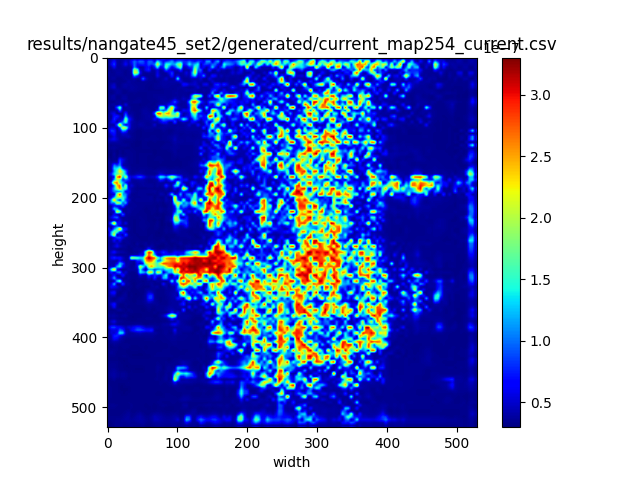 results/nangate45_set2/generated/current_map254_current.csv
1e−7
0
100
200
300
400
500
height
0 100 200 300 400 500
width
3.0
2.5
2.0
1.5
1.0
0.5